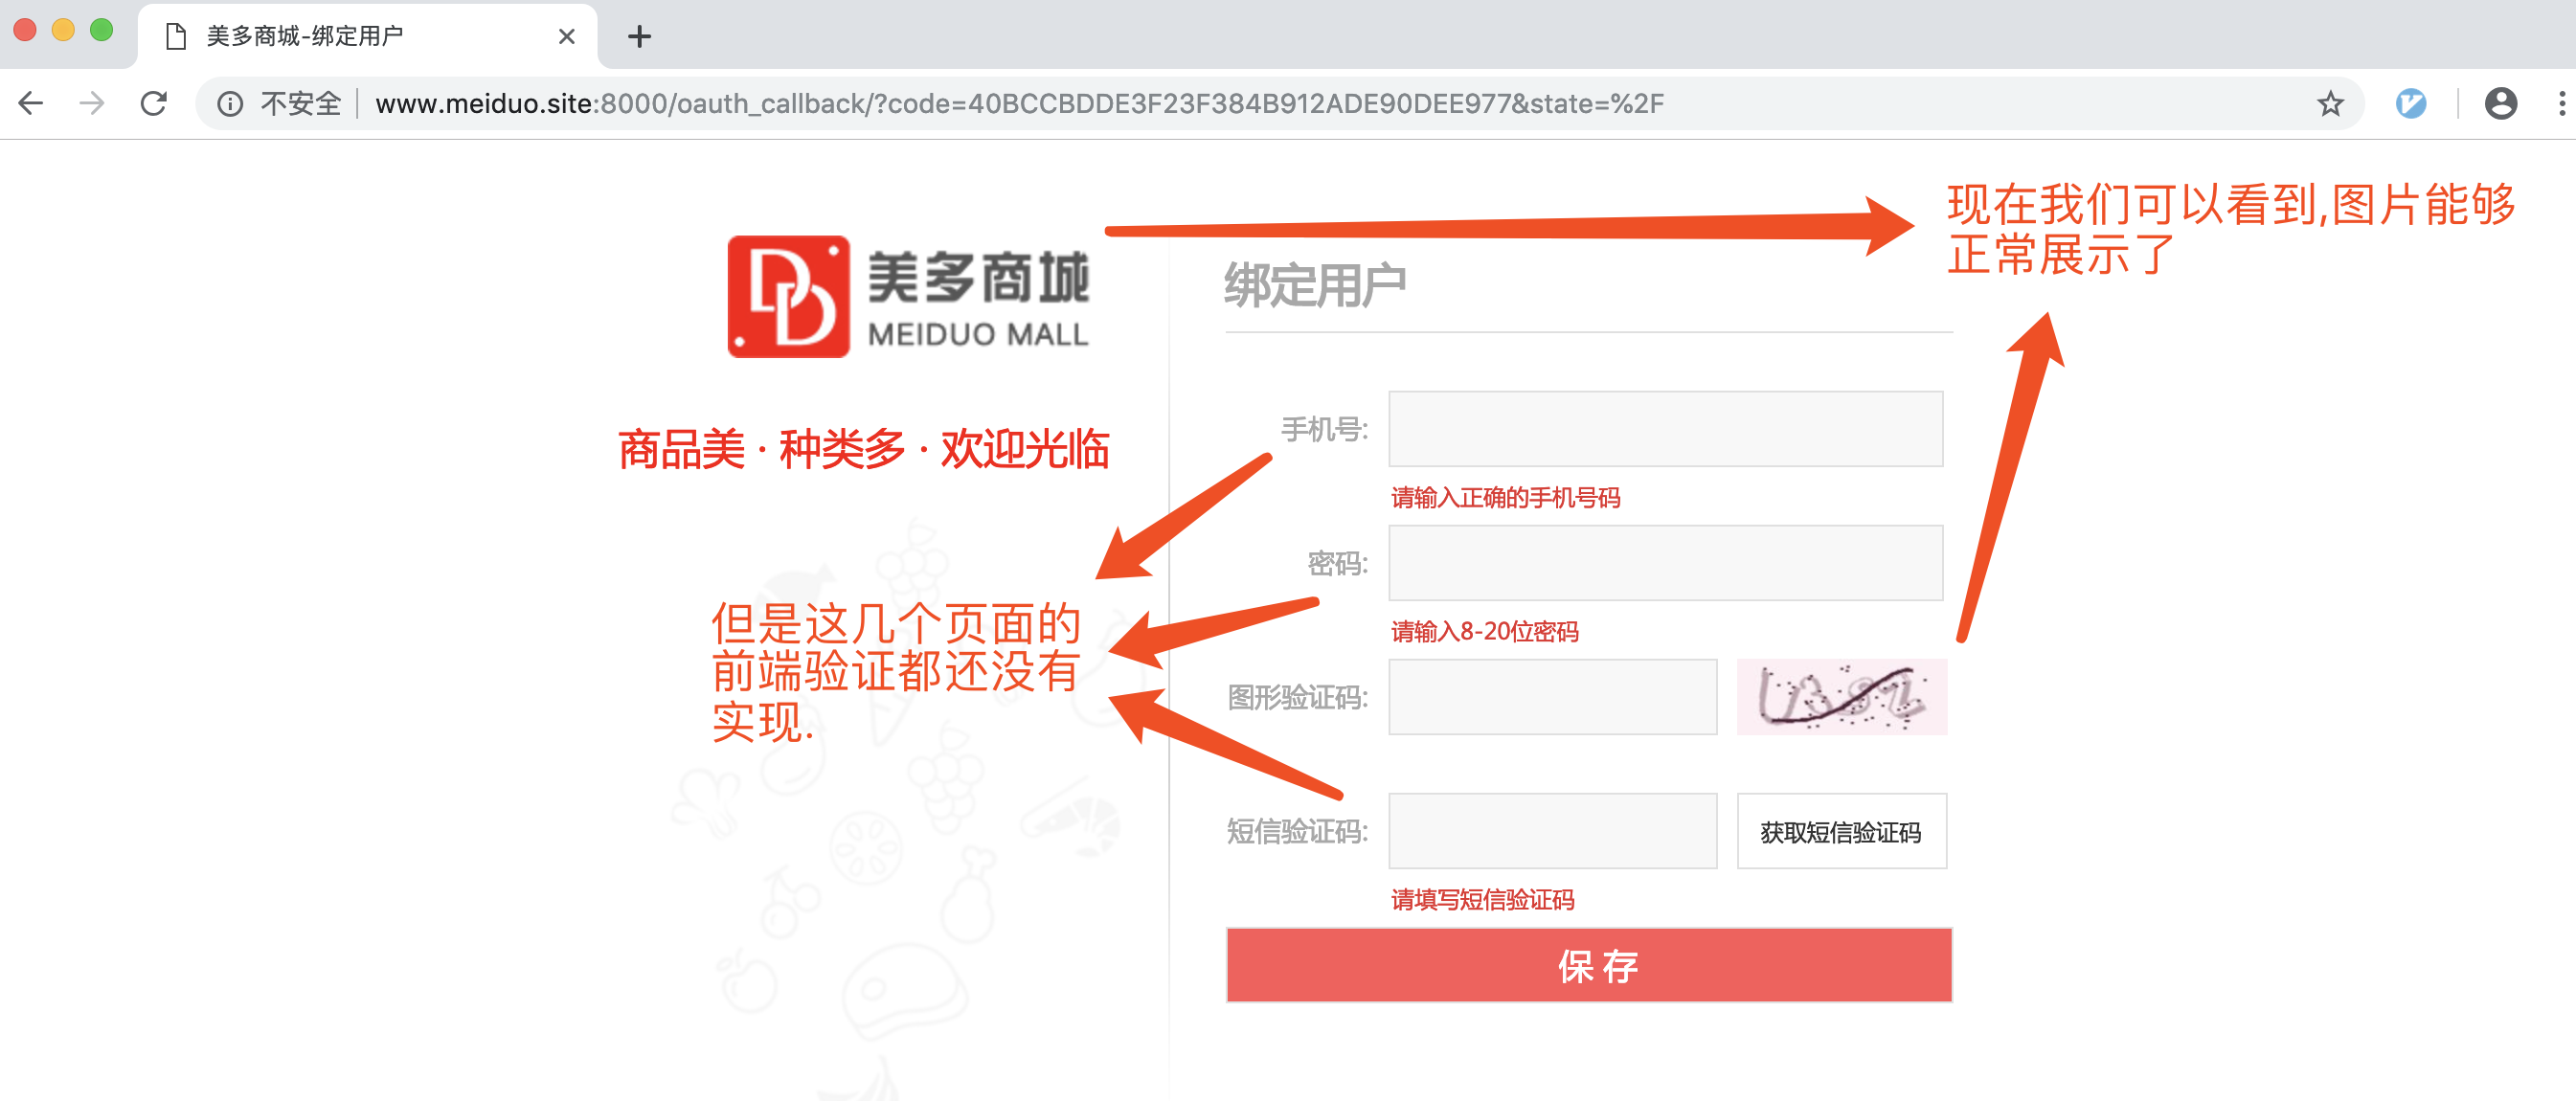 美多商城-绑定用户
不安全 www.meiduo.site:8000/oauth_callback/?code=40BCCBDDE3F23F384B912ADE90DEE977&state=%2F
现在我们可以看到,图片能够
正常展示了
美多商城
MEIDUO MALL
商品美 · 种类多 · 欢迎光临
但是这几个页面的
前端验证都还没有
实现.
绑定用户
手机号:
请输入正确的手机号码
密码:
请输入8-20位密码
图形验证码:
短信验证码:
获取短信验证码
请填写短信验证码
保 存